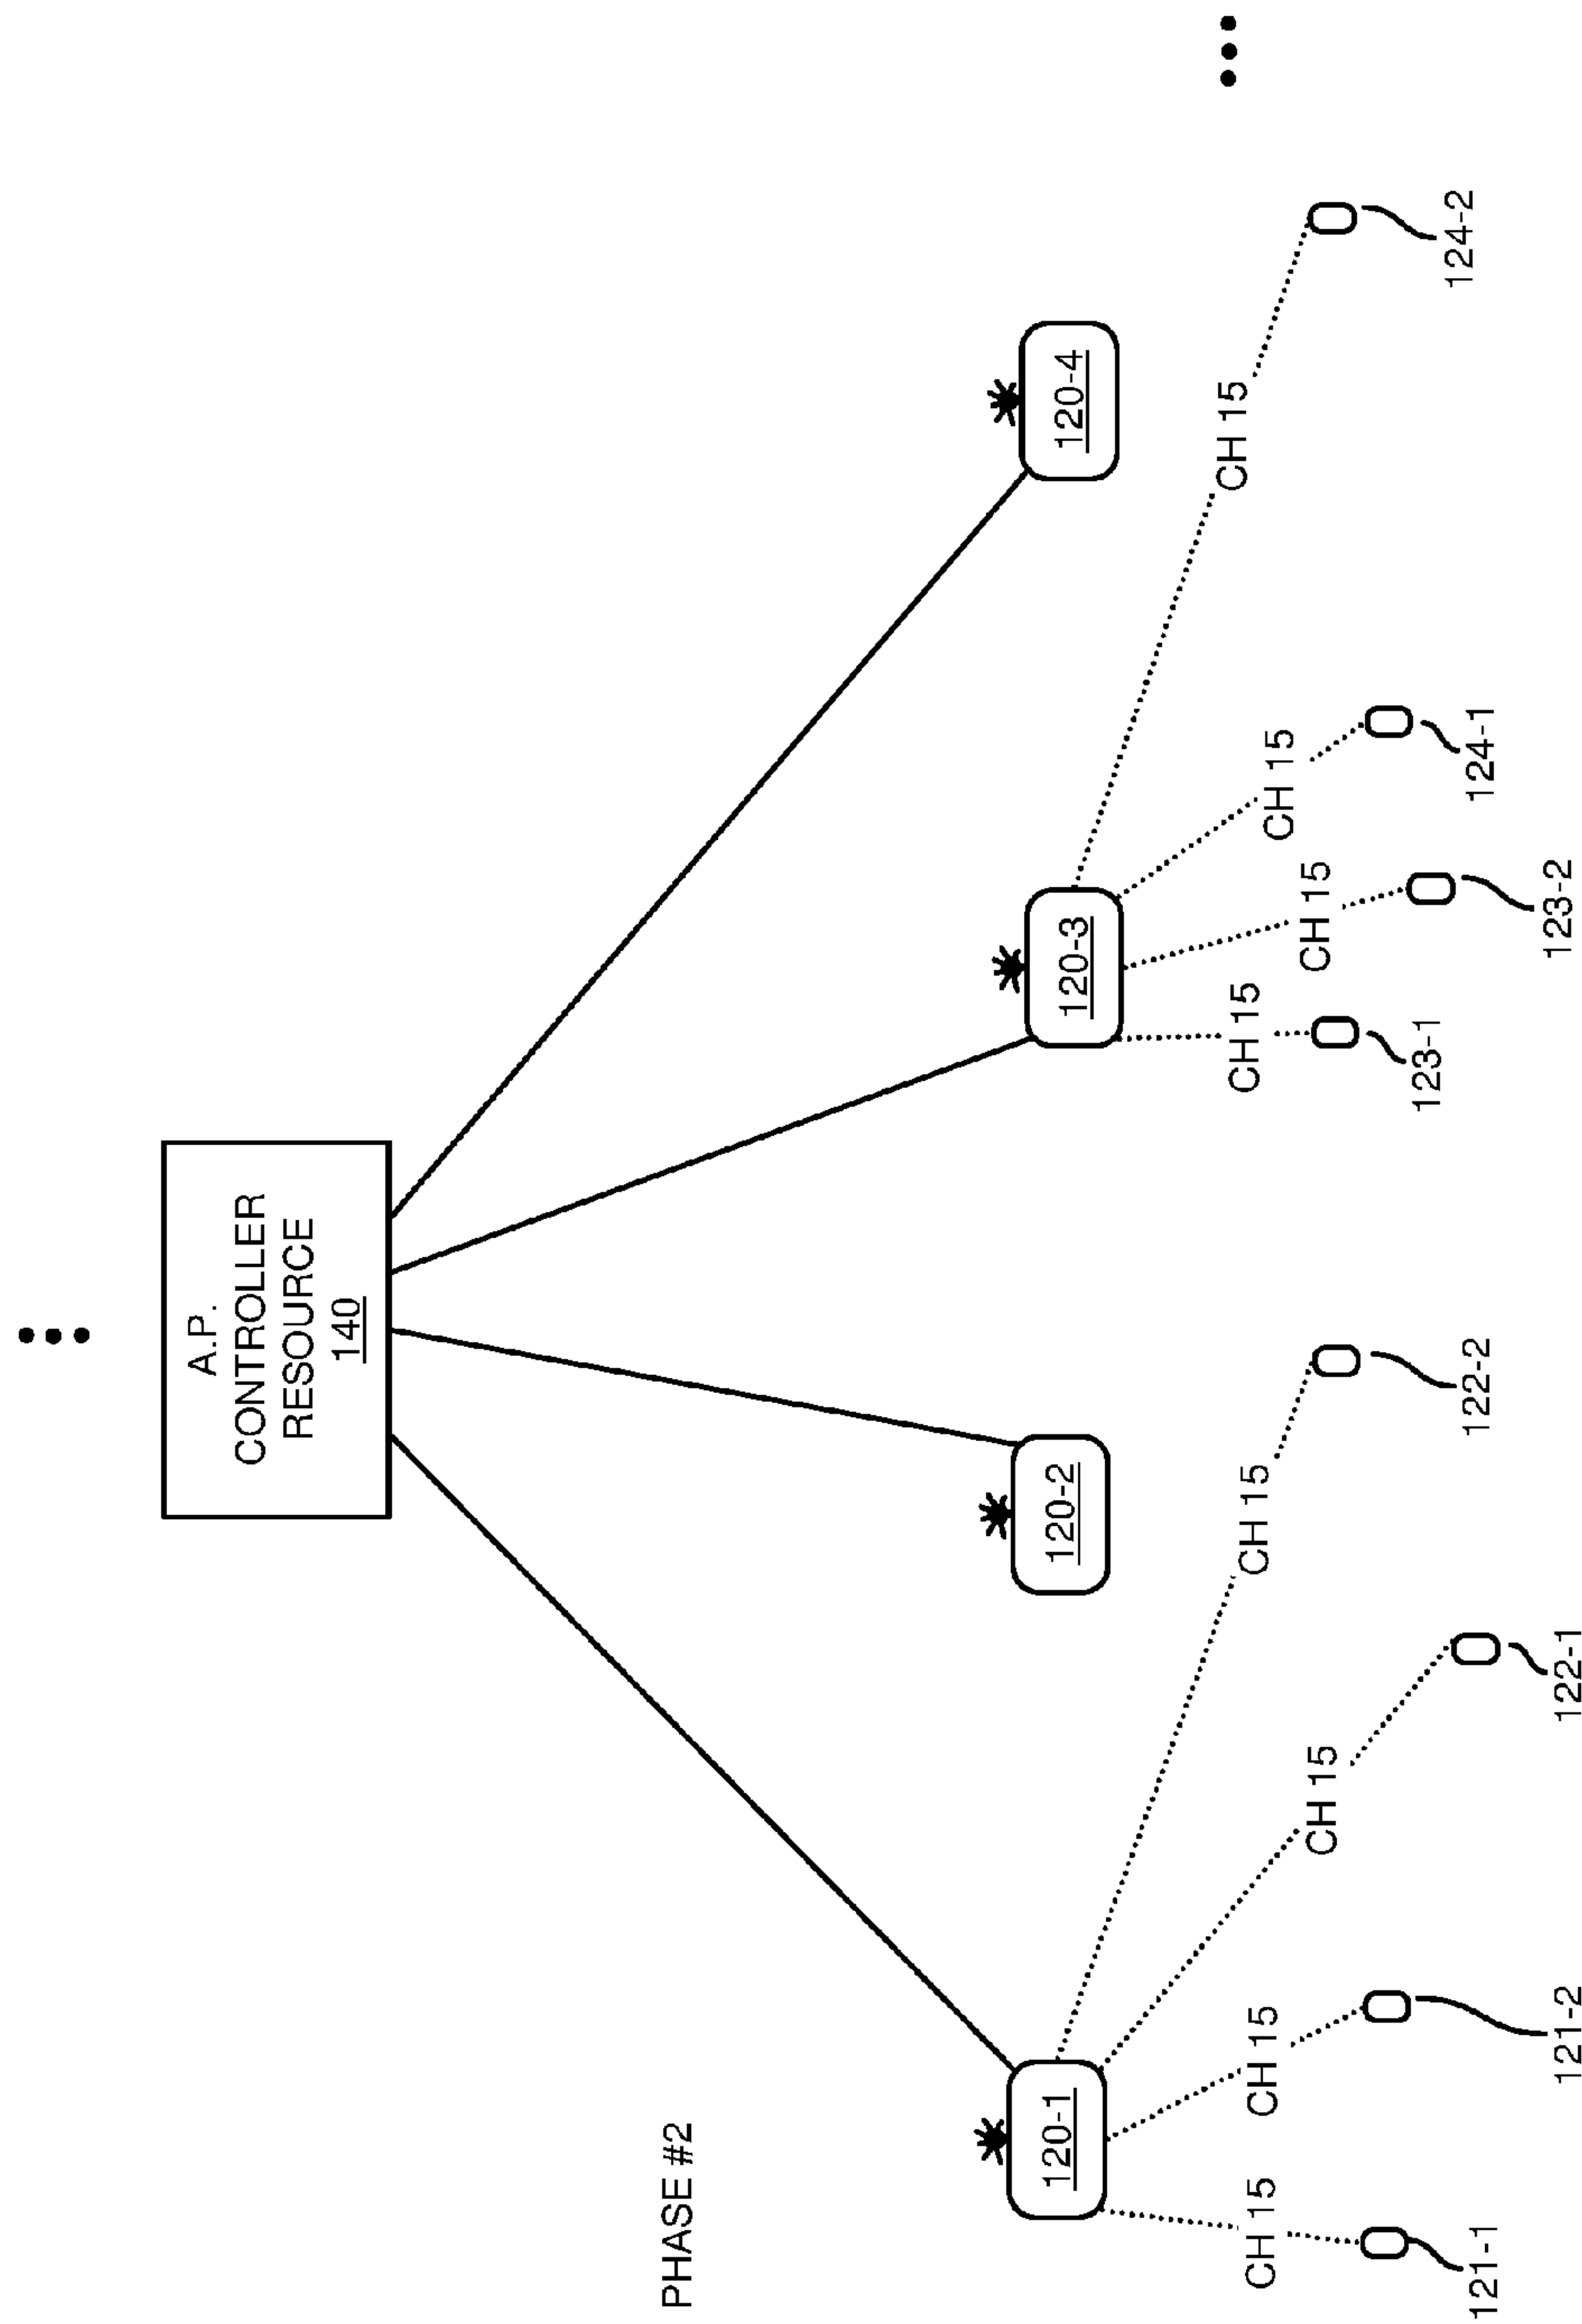 A.P.
CONTROLLER
RESOURCE
140
PHASE #2
120-1
120-2
120-3
120-4
CH 15
CH 15
CH 15
CH 15
CH 15
CH 15
CH 15
CH 15
121-1
121-2
122-1
122-2
123-1
123-2
124-1
124-2